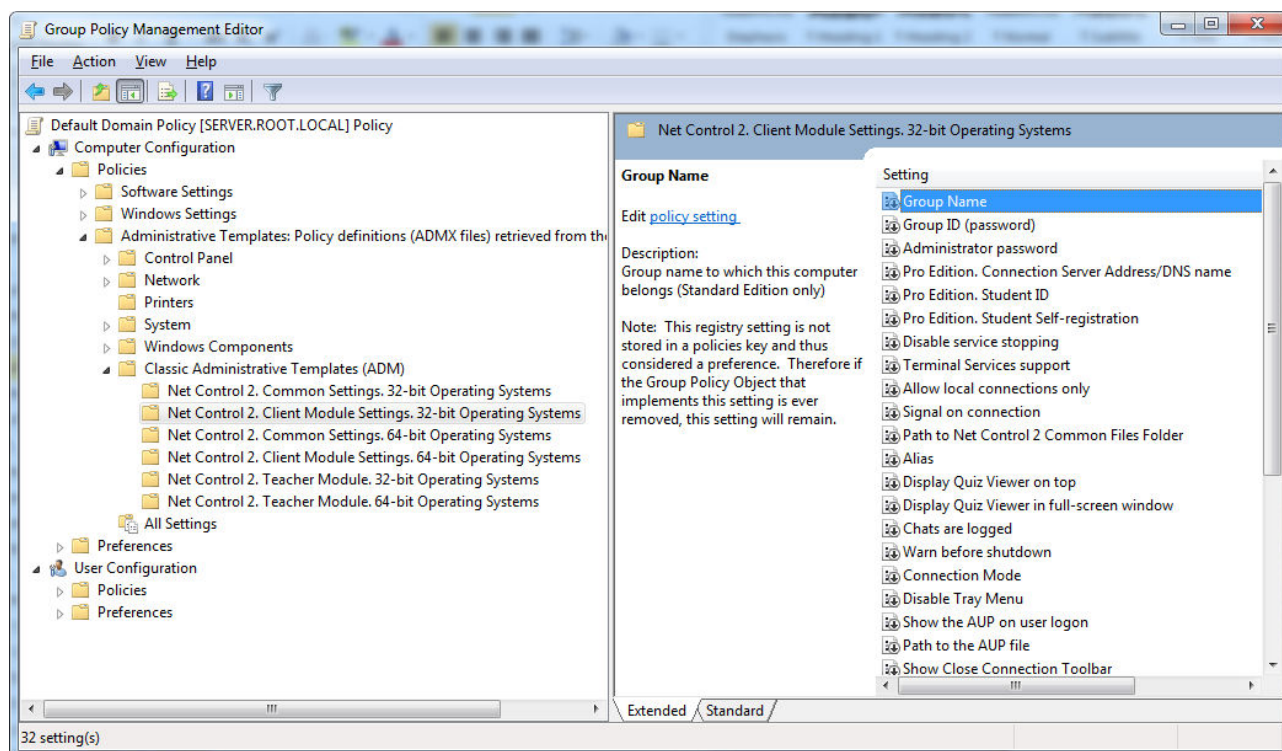 Group Policy Management Editor
File Action View Help
Default Domain Policy [SERVER.ROOT.LOCAL] Policy
Computer Configuration
Policies
Software Settings
Windows Settings
Administrative Templates: Policy definitions (ADMX files) retrieved from the
Control Panel
Network
Printers
System
Windows Components
Classic Administrative Templates (ADM)
Net Control 2. Common Settings. 32-bit Operating Systems
Net Control 2. Client Module Settings. 32-bit Operating Systems
Net Control 2. Common Settings. 64-bit Operating Systems
Net Control 2. Client Module Settings. 64-bit Operating Systems
Net Control 2. Teacher Module. 32-bit Operating Systems
Net Control 2. Teacher Module. 64-bit Operating Systems
All Settings
Preferences
User Configuration
Policies
Preferences
Net Control 2. Client Module Settings. 32-bit Operating Systems
Group Name
Edit policy setting
Description:
Group name to which this computer
belongs (Standard Edition only)
Note: This registry setting is not
stored in a policies key and thus
considered a preference. Therefore if
the Group Policy Object that
implements this setting is ever
removed, this setting will remain.
Setting
Group Name
Group ID (password)
Administrator password
Pro Edition. Connection Server Address/DNS name
Pro Edition. Student ID
Pro Edition. Student Self-registration
Disable service stopping
Terminal Services support
Allow local connections only
Signal on connection
Path to Net Control 2 Common Files Folder
Alias
Display Quiz Viewer on top
Display Quiz Viewer in full-screen window
Chats are logged
Warn before shutdown
Connection Mode
Disable Tray Menu
Show the AUP on user logon
Path to the AUP file
Show Close Connection Toolbar
Extended Standard
32 setting(s)